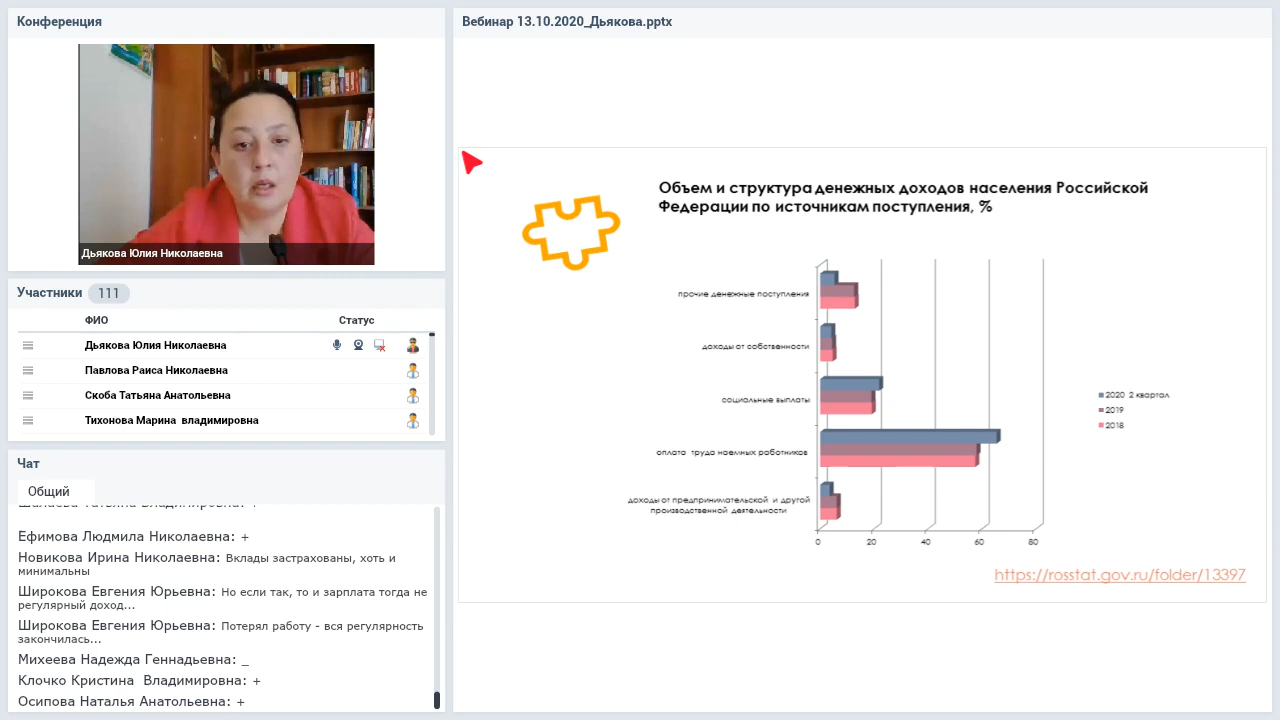 Конференция
Дьякова Юлия Николаевна
Участники 111
ФИО Статус
Дьякова Юлия Николаевна
Павлова Раиса Николаевна
Скоба Татьяна Анатольевна
Тихонова Марина владимировна
Чат
Общий
Ефимова Людмила Николаевна: +
Новикова Ирина Николаевна: Вклады застрахованы, хоть и
минимальны
Широкова Евгения Юрьевна: Но если так, то и зарплата тогда не
регулярный доход...
Широкова Евгения Юрьевна: Потерял работу - вся регулярность
закончилась...
Михеева Надежда Геннадьевна: _
Клочко Кристина Владимировна: +
Осипова Наталья Анатольевна: +
Вебинар 13.10.2020_Дьякова.pptx
Объем и структура денежных доходов населения Российской
Федерации по источникам поступления, %
прочие денежные поступления
доходы от собственности
социальные выплаты
оплата труда наемных работников
доходы от предпринимательской и другой
производственной деятельности
0 20 40 60 80
2020 2 квартал
2019
2018
https://rosstat.gov.ru/folder/13397